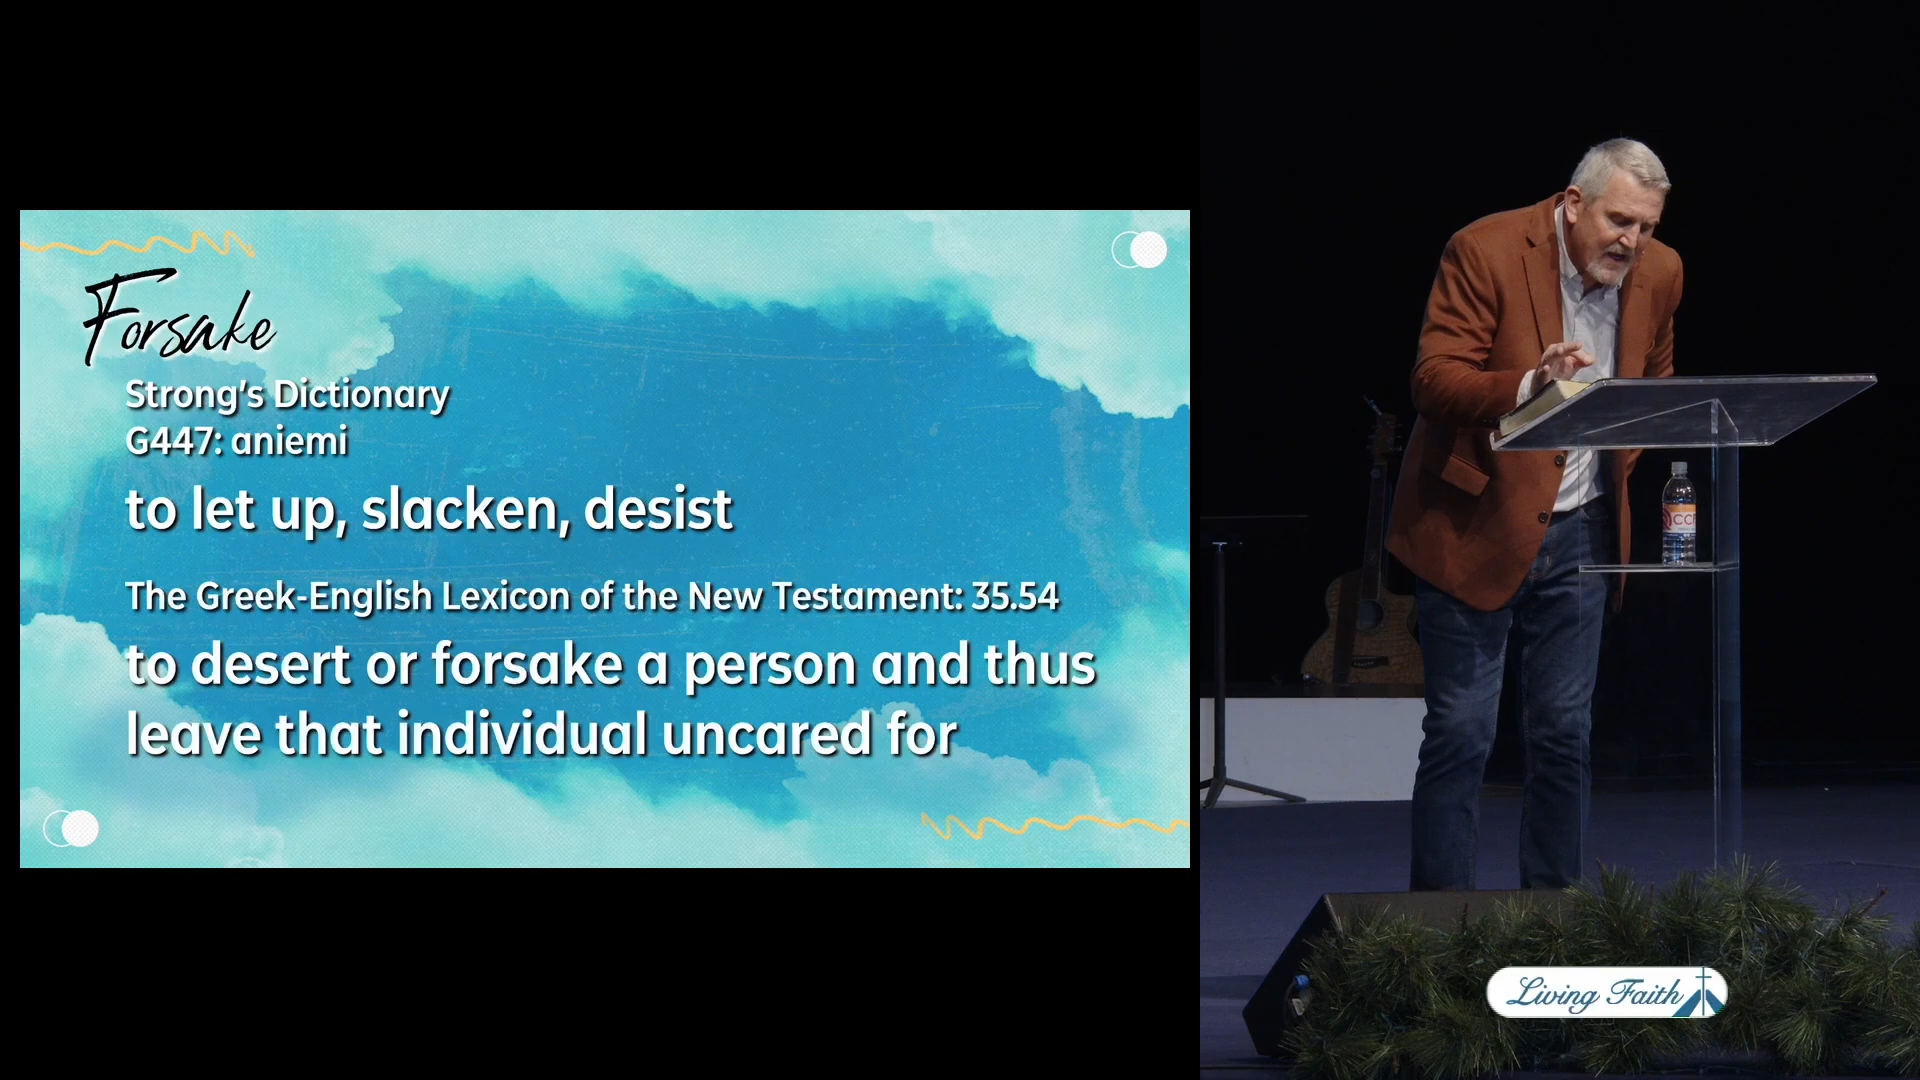 Forsake
Strong's Dictionary
G447: aniemi
to let up, slacken, desist
The Greek-English Lexicon of the New Testament: 35.54
to desert or forsake a person and thus
leave that individual uncared for
CCF
Living Faith